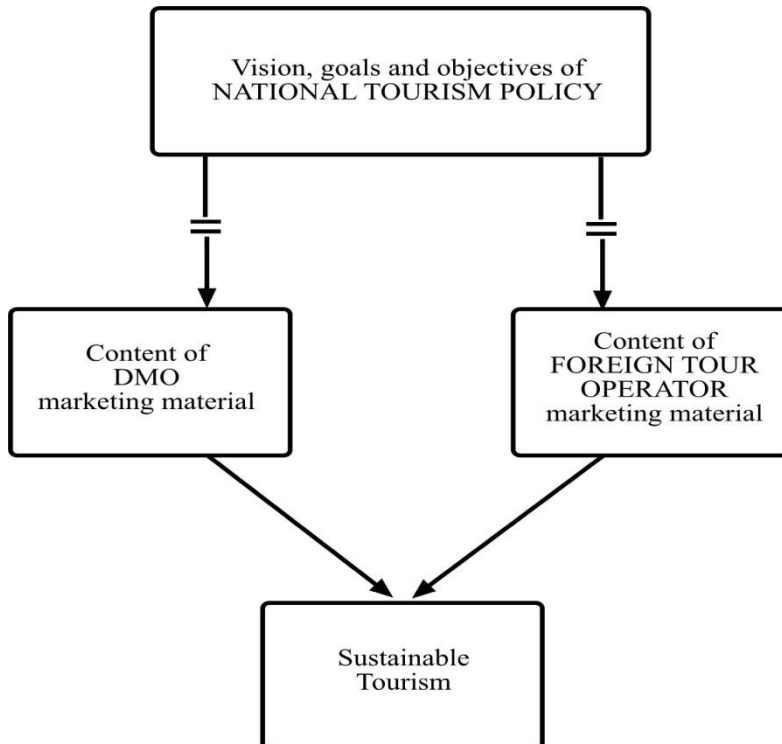 Vision, goals and objectives of
NATIONAL TOURISM POLICY
Content of
DMO
marketing material
Content of
FOREIGN TOUR
OPERATOR
marketing material
Sustainable
Tourism